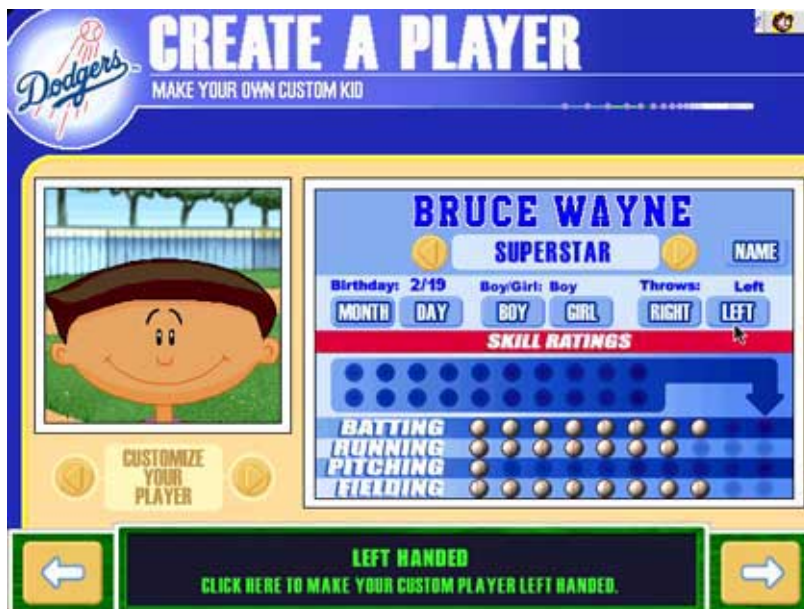 Dodgers
CREATE A PLAYER
MAKE YOUR OWN CUSTOM KID
BRUCE WAYNE
SUPERSTAR
NAME
Birthday: 2/19 Boy/Girl: Boy Throws: Left
MONTH DAY BOY GIRL RIGHT LEFT
SKILL RATINGS
BATTING
RUNNING
PITCHING
FIELDING
CUSTOMIZE
YOUR
PLAYER
LEFT HANDED
CLICK HERE TO MAKE YOUR CUSTOM PLAYER LEFT HANDED.